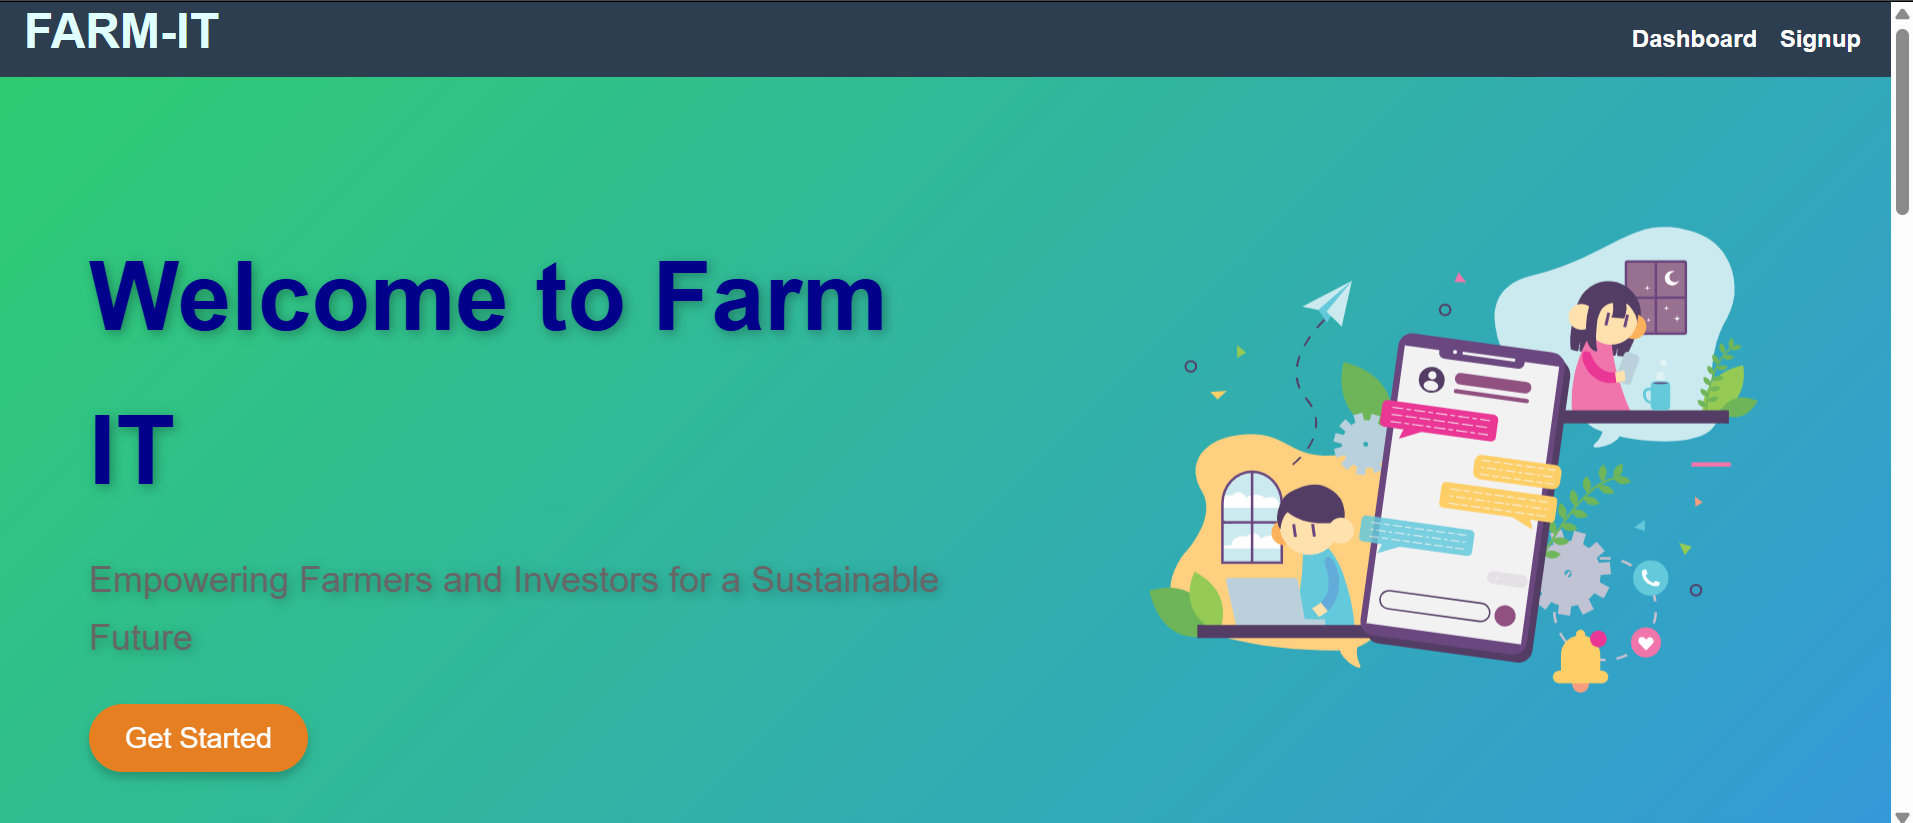 FARM-IT
Dashboard Signup
Welcome to Farm
IT
Empowering Farmers and Investors for a Sustainable
Future
Get Started